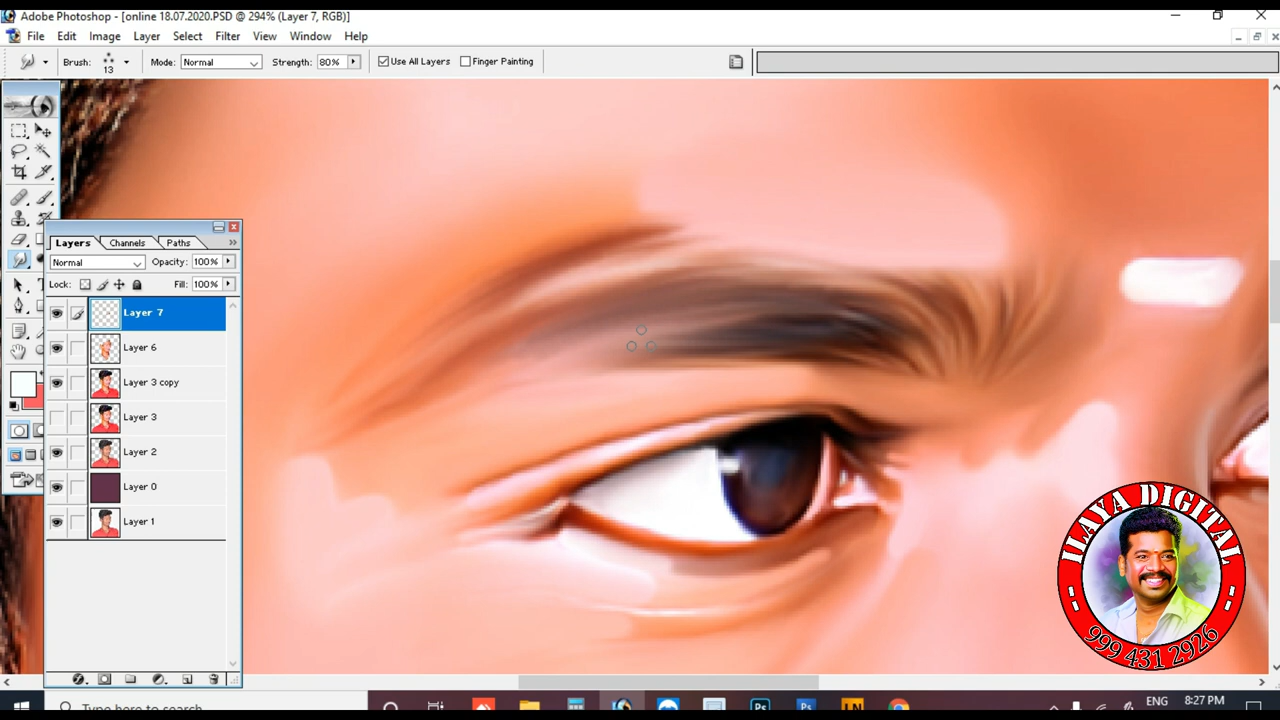 Adobe Photoshop - [online 18.07.2020.PSD @ 294% (Layer 7, RGB)]
File Edit Image Layer Select Filter View Window Help
Brush: 13 Mode: Normal Strength: 80% Use All Layers Finger Painting
Layers Channels Paths
Normal Opacity: 100%
Lock: Fill: 100%
Layer 7
Layer 6
Layer 3 copy
Layer 3
Layer 2
Layer 0
Layer 1
ILAYA DIGITAL
999 431 2926
Type here to search
Ps Ps LN
ENG 8:27 PM